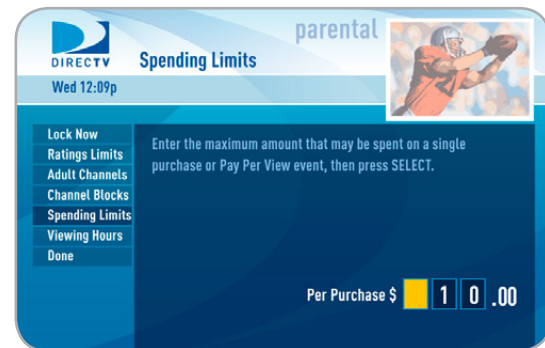 parental
DIRECTV
Spending Limits
Wed 12:09p
Lock Now
Ratings Limits
Adult Channels
Channel Blocks
Spending Limits
Viewing Hours
Done
Enter the maximum amount that may be spent on a single
purchase or Pay Per View event, then press SELECT.
Per Purchase $ 1 0 .00